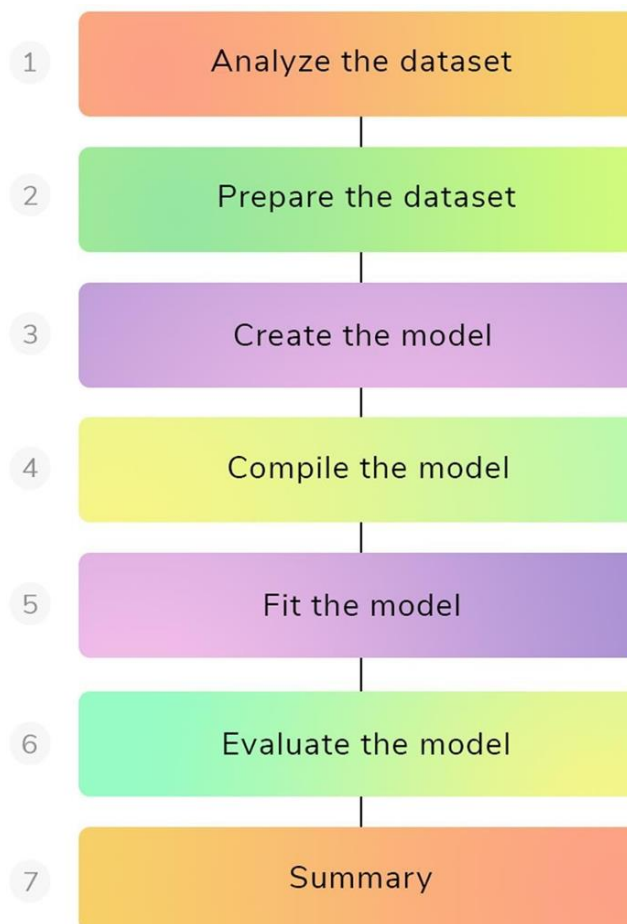 1 Analyze the dataset
2 Prepare the dataset
3 Create the model
4 Compile the model
5 Fit the model
6 Evaluate the model
7 Summary